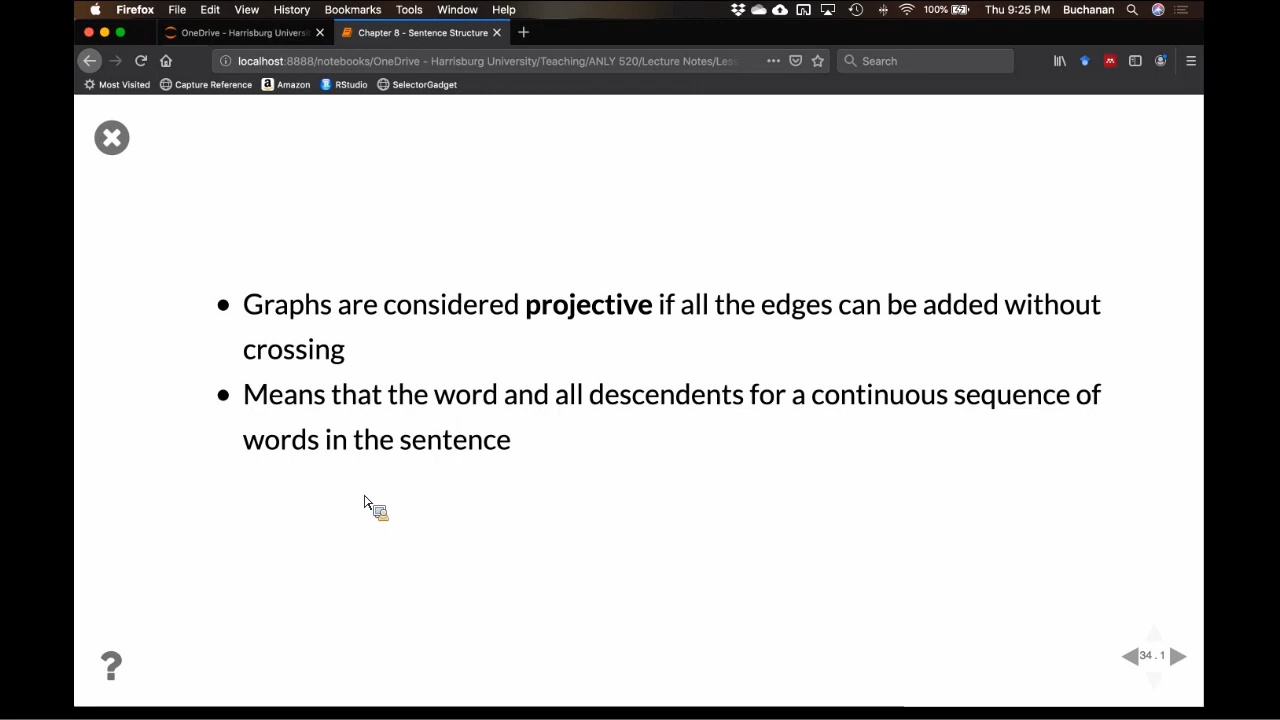 Firefox File Edit View History Bookmarks Tools Window Help 100% Thu 9:25 PM Buchanan
OneDrive - Harrisburg Universi Chapter 8 - Sentence Structure
localhost:8888/notebooks/OneDrive - Harrisburg University/Teaching/ANLY 520/Lecture Notes/Les Search
Most Visited Capture Reference Amazon RStudio SelectorGadget
Graphs are considered projective if all the edges can be added without
crossing
Means that the word and all descendents for a continuous sequence of
words in the sentence
?
34 . 1